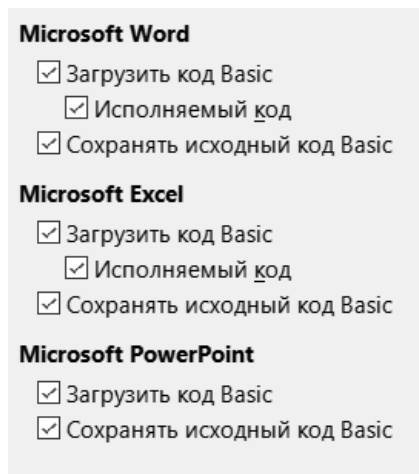 Microsoft Word
Загрузить код Basic
Исполняемый код
Сохранять исходный код Basic
Microsoft Excel
Загрузить код Basic
Исполняемый код
Сохранять исходный код Basic
Microsoft PowerPoint
Загрузить код Basic
Сохранять исходный код Basic